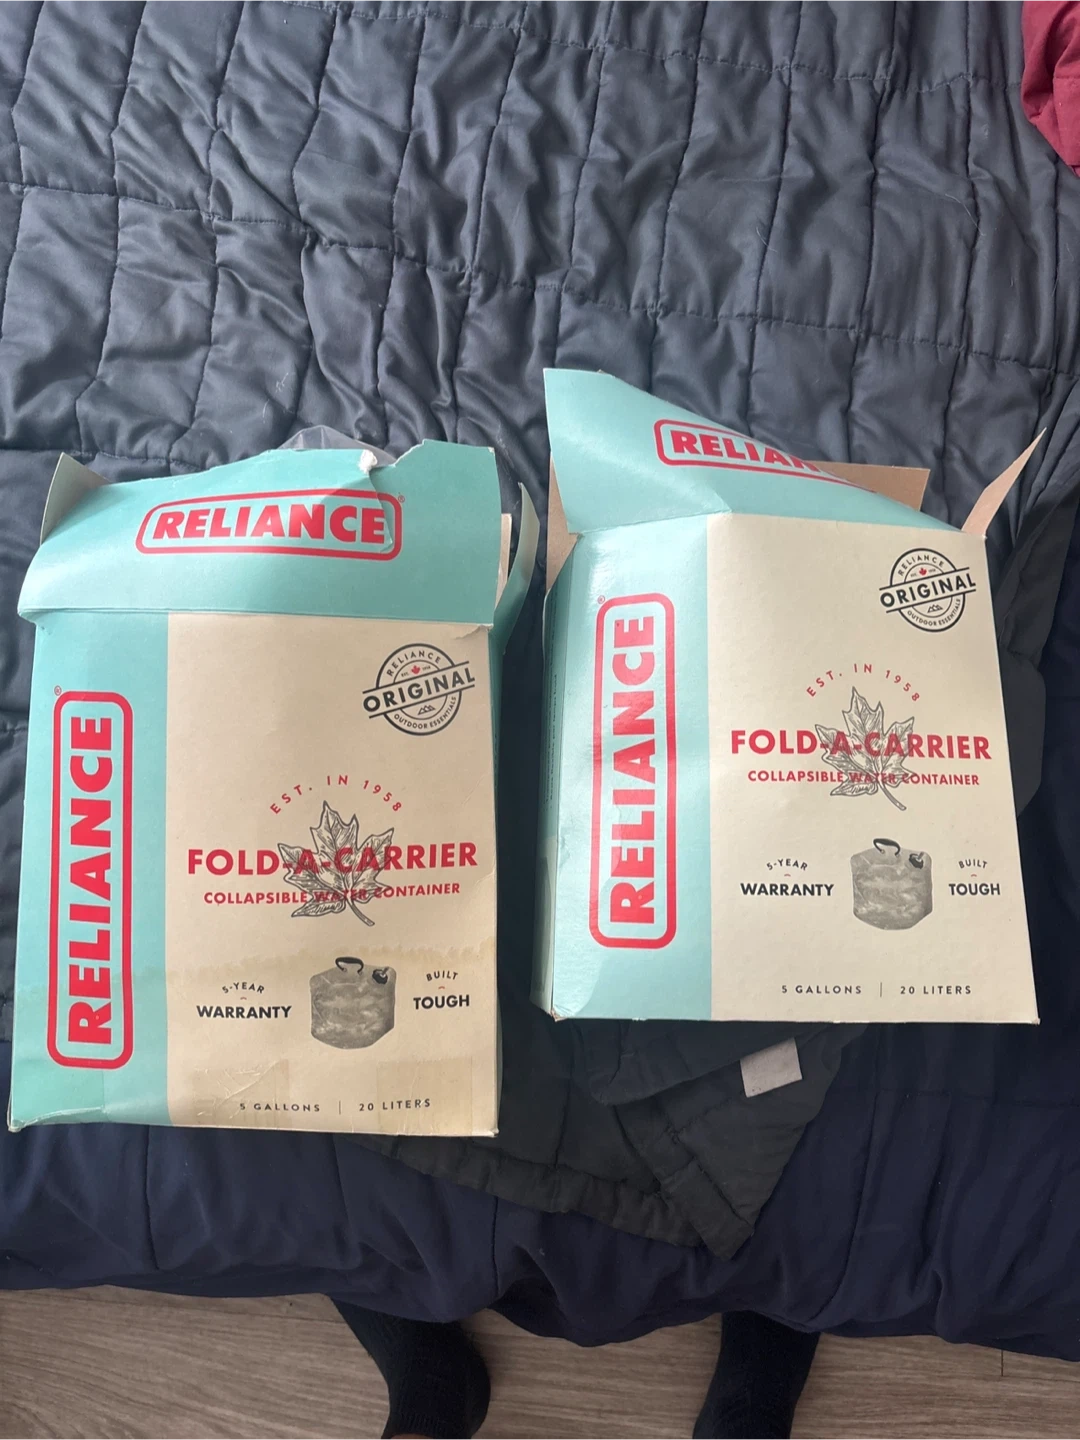 RELIANCE®
RELIANCE®
RELIANCE
ORIGINAL
OUTDOOR ESSENTIALS
EST. IN 1958
FOLD-A-CARRIER
COLLAPSIBLE WATER CONTAINER
5-YEAR
WARRANTY
BUILT
TOUGH
5 GALLONS | 20 LITERS
RELIAN
RELIANCE®
RELIANCE
ORIGINAL
OUTDOOR ESSENTIALS
EST. IN 1958
FOLD-A-CARRIER
COLLAPSIBLE WATER CONTAINER
5-YEAR
WARRANTY
BUILT
TOUGH
5 GALLONS | 20 LITERS